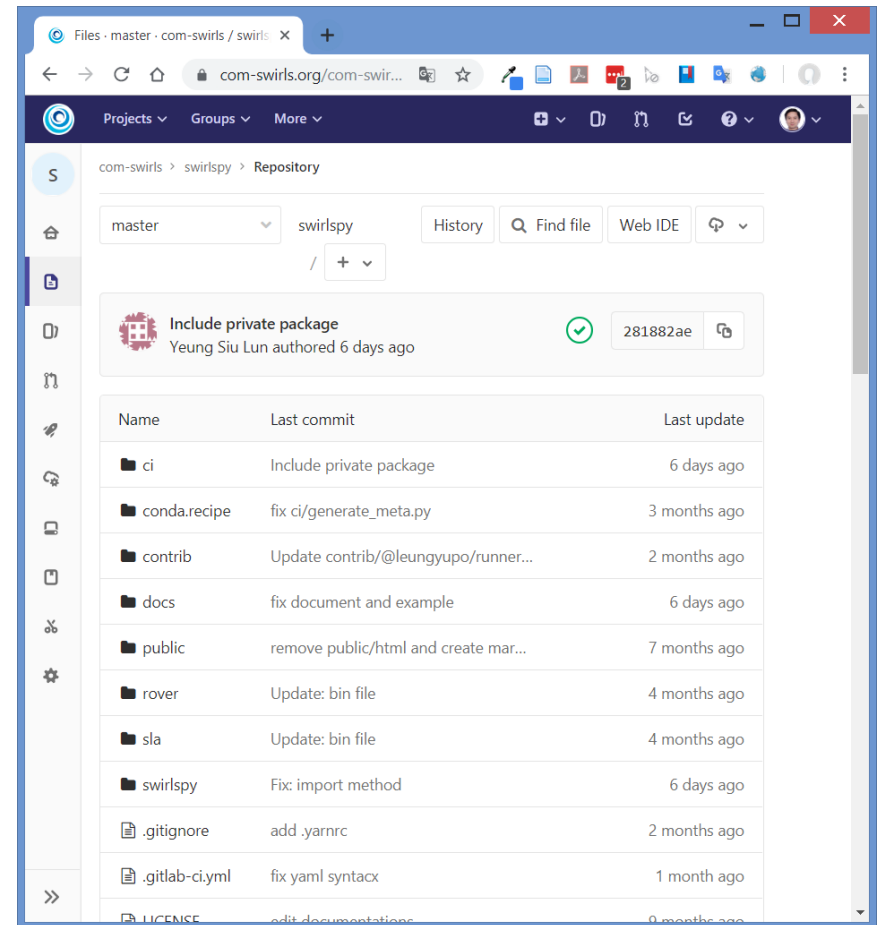 Files · master · com-swirls / swirls
com-swirls.org/com-swir...
2
Projects Groups More
S
com-swirls > swirlspy > Repository
master swirlspy History Find file Web IDE
/ +
Include private package
Yeung Siu Lun authored 6 days ago
281882ae
Name Last commit Last update
ci Include private package 6 days ago
conda.recipe fix ci/generate_meta.py 3 months ago
contrib Update contrib/@leungyupo/runner... 2 months ago
docs fix document and example 6 days ago
public remove public/html and create mar... 7 months ago
rover Update: bin file 4 months ago
sla Update: bin file 4 months ago
swirlspy Fix: import method 6 days ago
.gitignore add .yarnrc 2 months ago
.gitlab-ci.yml fix yaml syntacx 1 month ago
LICENSE edit documentations 9 months ago